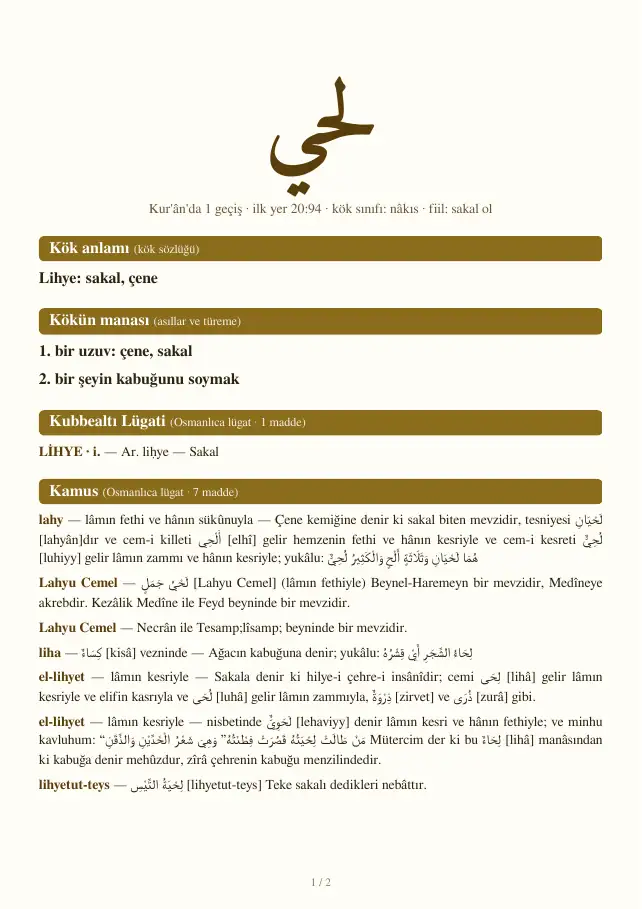 لحي
Kur'ân'da 1 geçiş · ilk yer 20:94 · kök sınıfı: nâkıs · fiil: sakal ol
Kök anlamı (kök sözlüğü)
Lihye: sakal, çene
Kökün manası (asıllar ve türeme)
1. bir uzuv: çene, sakal
2. bir şeyin kabuğunu soymak
Kubbealtı Lügati (Osmanlıca lügat · 1 madde)
LİHYE · i. — Ar. liḥye — Sakal
Kamus (Osmanlıca lügat · 7 madde)
lahy — lâmın fethi ve hânın sükûnuyla — Çene kemiğine denir ki sakal biten mevzidir, tesniyesi لَحْيَانِ
[lahyân]dır ve cem-i killeti أَلْحِي [elhî] gelir hemzenin fethi ve hânın kesriyle ve cem-i kesreti لُحِيٌّ
[luhiyy] gelir lâmın zammı ve hânın kesriyle; yukâlu: هُمَا لَحْيَانِ وَثَلَاثَةٍ أَلْحٍ وَالْكَثِيرُ لُحِيٌّ
Lahyu Cemel — لَحْيُ جَمَلٍ [Lahyu Cemel] (lâmın fethiyle) Beynel-Haremeyn bir mevzidir, Medîneye
akrebdir. Kezâlik Medîne ile Feyd beyninde bir mevzidir.
Lahyu Cemel — Necrân ile Tesamp;lîsamp; beyninde bir mevzidir.
liha — كِسَاءٌ [kisâ] vezninde — Ağacın kabuğuna denir; yukâlu: لِحَاءُ الشَّجَرِ أَيْ قِشْرُهُ
el-lihyet — lâmın kesriyle — Sakala denir ki hilye-i çehre-i insânîdir; cemi لِحَى [lihâ] gelir lâmın
kesriyle ve elifin kasrıyla ve لُحَى [luhâ] gelir lâmın zammıyla, ذِرْوَةٌ [zirvet] ve ذُرَى [zurâ] gibi.
el-lihyet — lâmın kesriyle — nisbetinde لِحَوِيٌّ [lehaviyy] denir lâmın kesri ve hânın fethiyle; ve minhu
kavluhum: “مَنْ طَالَتْ لِحْيَتُهُ قَصُرَتْ فِطْنَتُهُ” وَهِيَ شَعْرُ الْخَدَّيْنِ وَالذَّقَنِ Mütercim der ki bu لِحَاءٌ [lihâ] manâsından
ki kabuğa denir mehûzdur, zîrâ çehrenin kabuğu menzilindedir.
lihyetut-teys — لِحْيَةُ التَّيْسِ [lihyetut-teys] Teke sakalı dedikleri nebâttır.
1 / 2